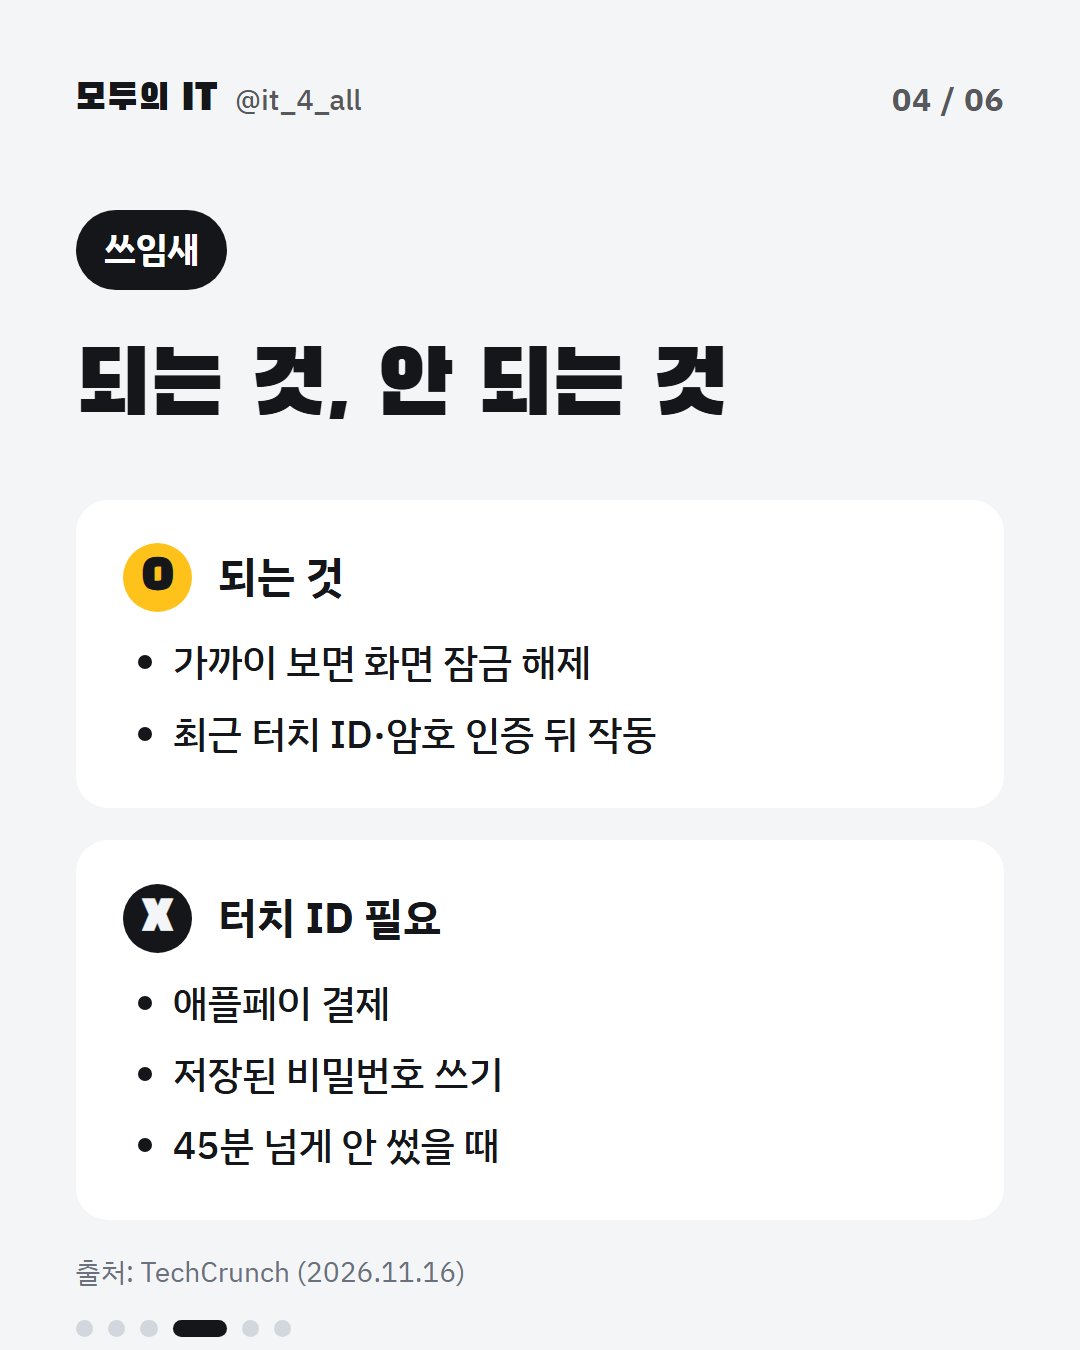 모두의 IT @it_4_all 04 / 06
쓰임새
되는 것, 안 되는 것
O 되는 것
• 가까이 보면 화면 잠금 해제
• 최근 터치 ID·암호 인증 뒤 작동
X 터치 ID 필요
• 애플페이 결제
• 저장된 비밀번호 쓰기
• 45분 넘게 안 썼을 때
출처: TechCrunch (2026.11.16)